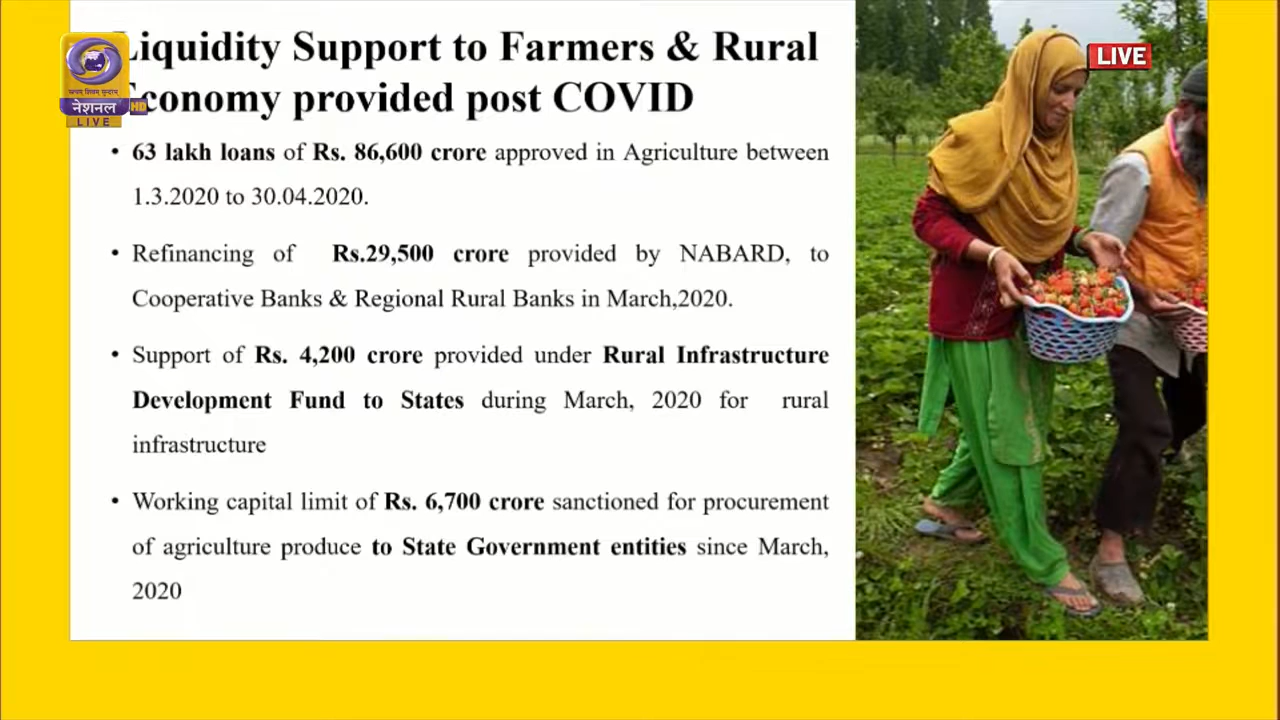 Liquidity Support to Farmers & Rural
Economy provided post COVID
नेशनल HD
LIVE
LIVE
• 63 lakh loans of Rs. 86,600 crore approved in Agriculture between
1.3.2020 to 30.04.2020.
• Refinancing of Rs.29,500 crore provided by NABARD, to
Cooperative Banks & Regional Rural Banks in March,2020.
• Support of Rs. 4,200 crore provided under Rural Infrastructure
Development Fund to States during March, 2020 for rural
infrastructure
• Working capital limit of Rs. 6,700 crore sanctioned for procurement
of agriculture produce to State Government entities since March,
2020